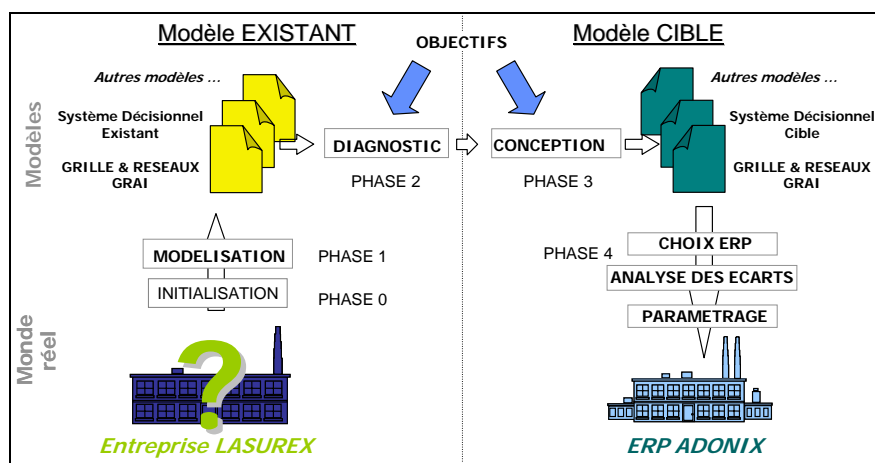 Modèle EXISTANT
OBJECTIFS
Modèle CIBLE
Modèles
Autres modèles ...
Système Décisionnel
Existant
GRILLE & RESEAUX
GRAI
DIAGNOSTIC
PHASE 2
CONCEPTION
PHASE 3
Autres modèles ...
Système Décisionnel
Cible
GRILLE & RESEAUX
GRAI
MODELISATION
PHASE 1
INITIALISATION
PHASE 0
PHASE 4
CHOIX ERP
ANALYSE DES ECARTS
PARAMETRAGE
Monde
réel
?
Entreprise LASUREX
ERP ADONIX